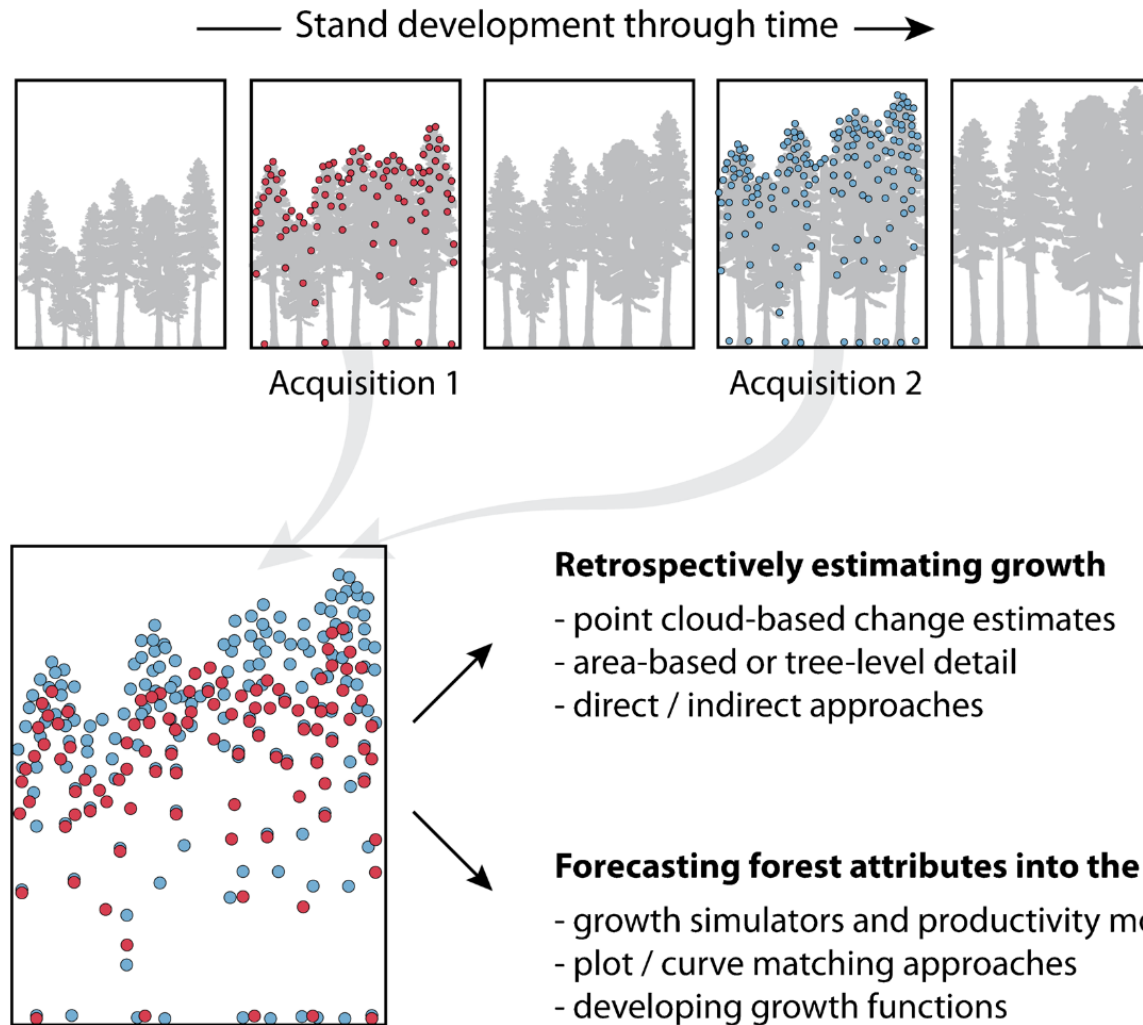 Stand development through time
Acquisition 1
Acquisition 2
Retrospectively estimating growth
- point cloud-based change estimates
- area-based or tree-level detail
- direct / indirect approaches
Forecasting forest attributes into the
- growth simulators and productivity
- plot / curve matching approaches
- developing growth functions